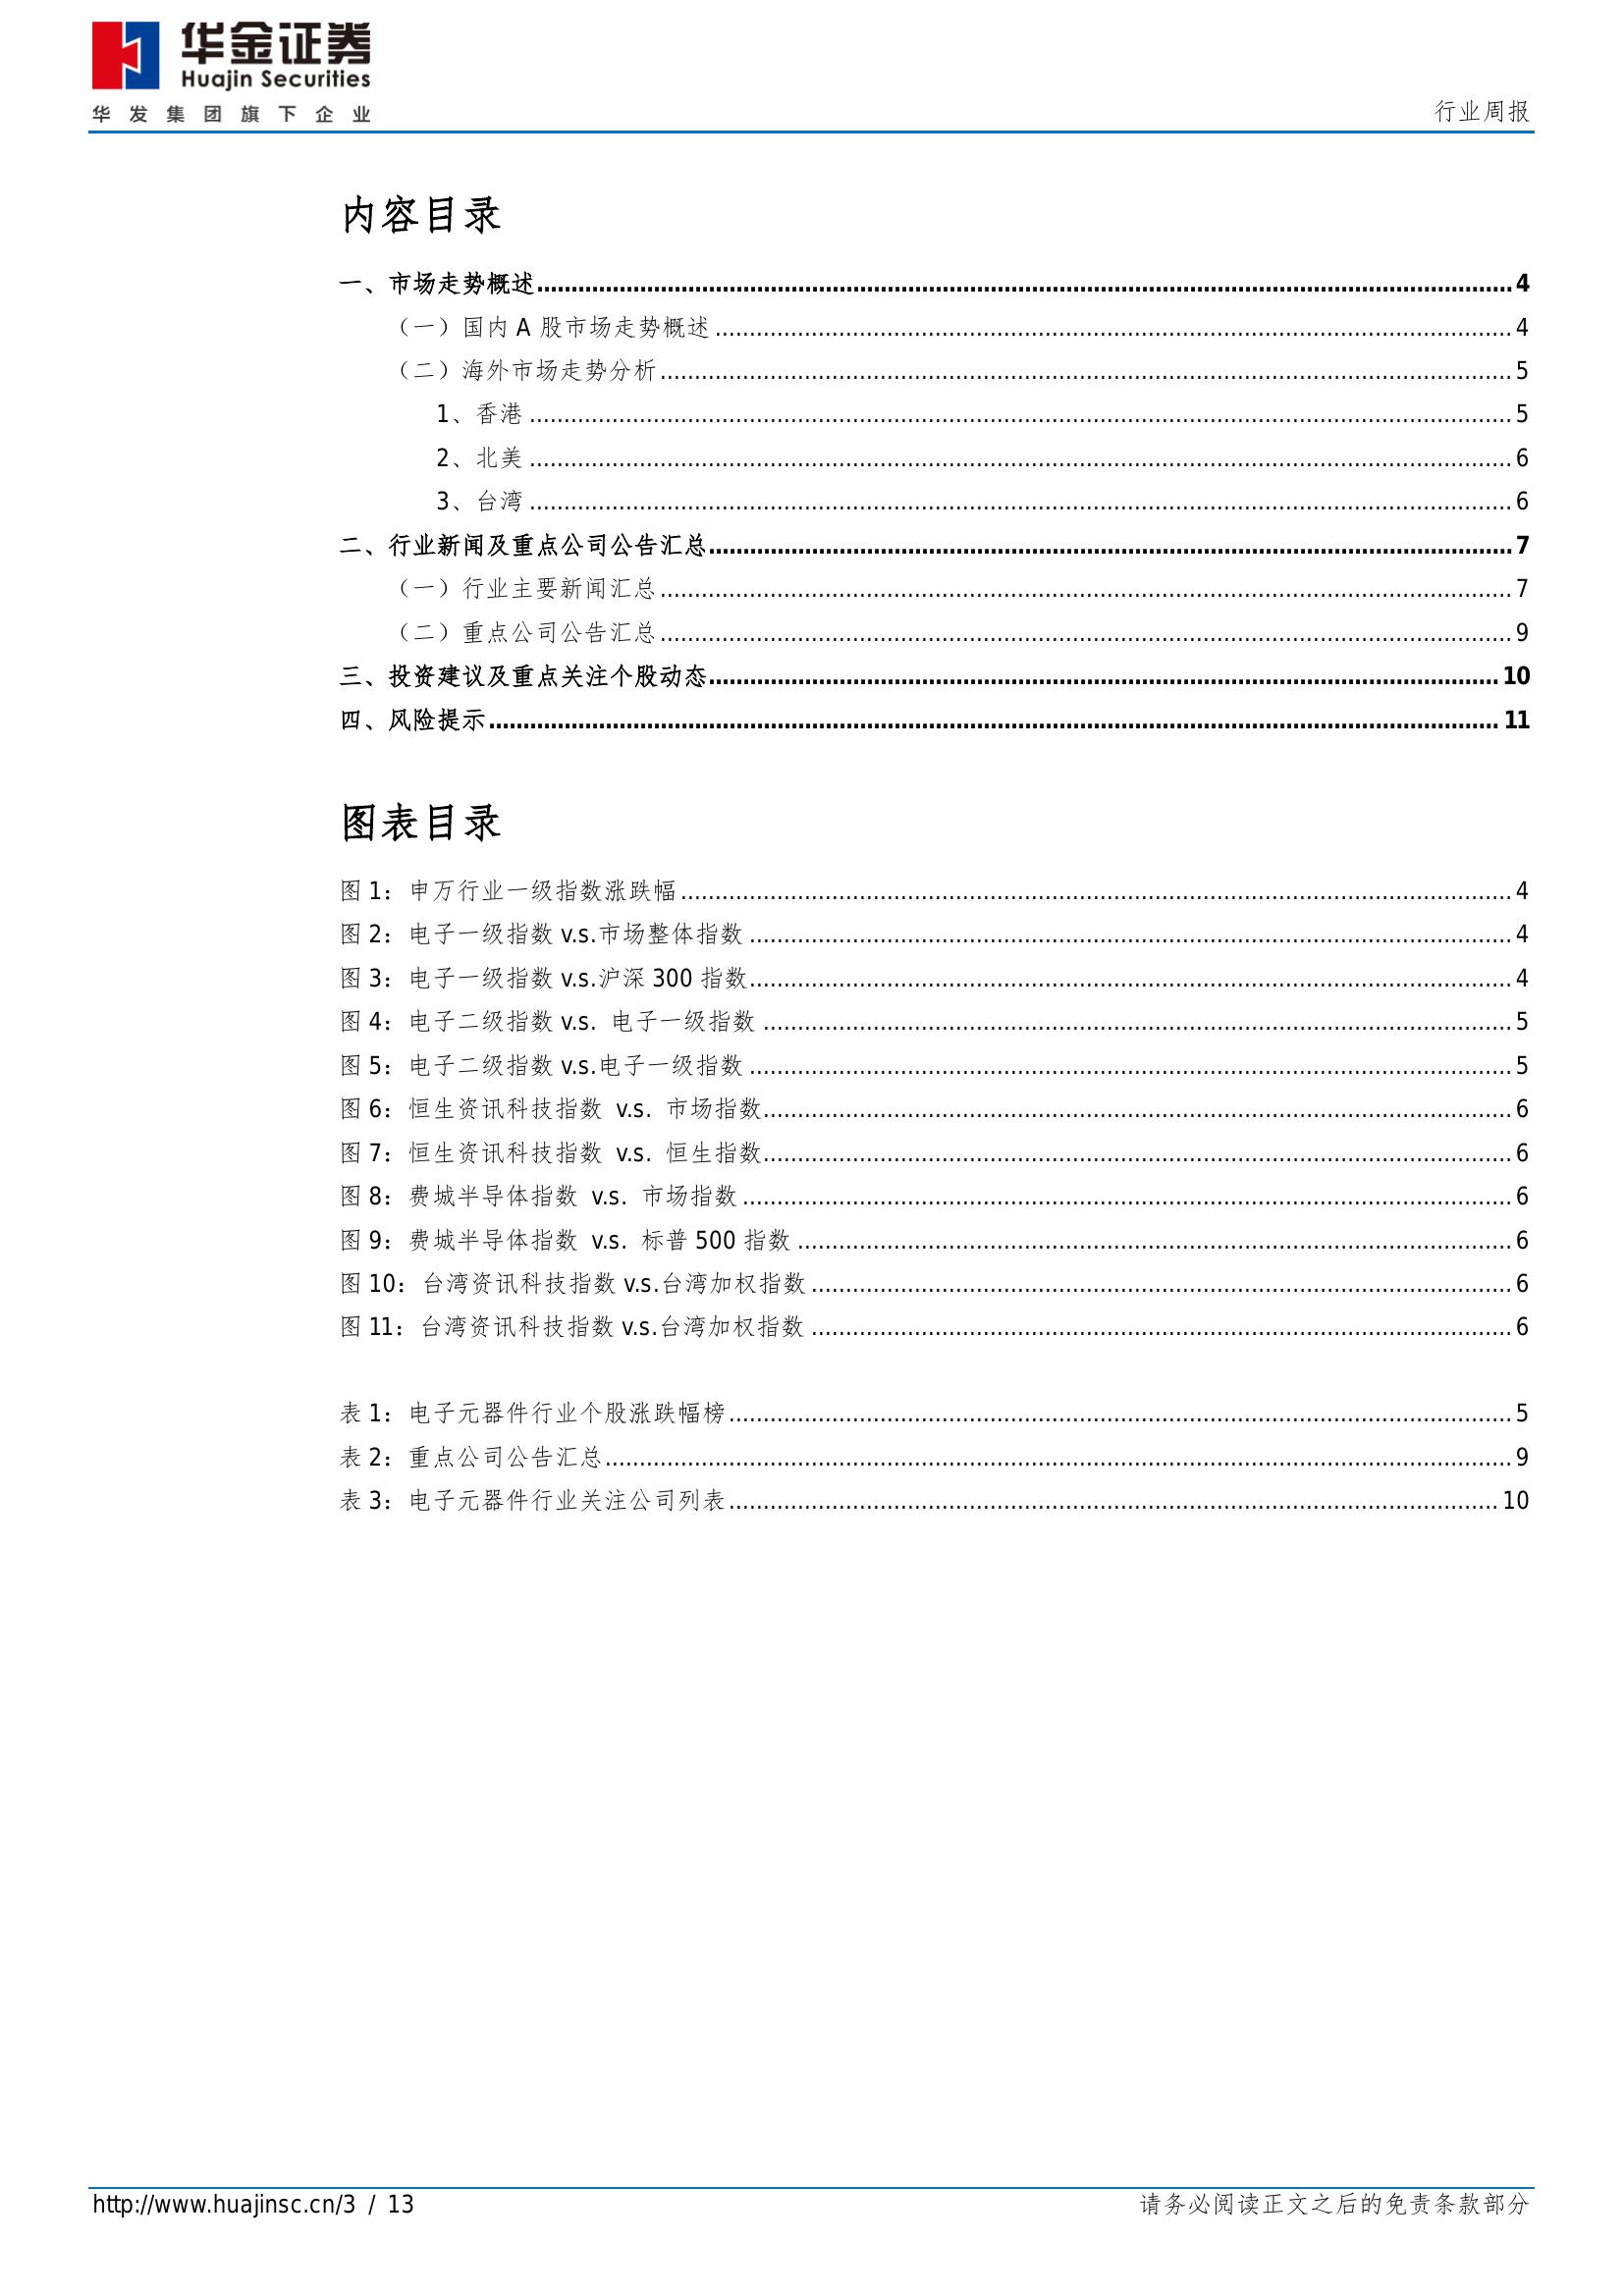 华金证券
Huajin Securities
华发集团旗下企业
行业周报
内容目录
一、市场走势概述 4
（一）国内 A 股市场走势概述 4
（二）海外市场走势分析 5
1、香港 5
2、北美 6
3、台湾 6
二、行业新闻及重点公司公告汇总 7
（一）行业主要新闻汇总 7
（二）重点公司公告汇总 9
三、投资建议及重点关注个股动态 10
四、风险提示 11
图表目录
图 1：申万行业一级指数涨跌幅 4
图 2：电子一级指数 v.s.市场整体指数 4
图 3：电子一级指数 v.s.沪深 300 指数 4
图 4：电子二级指数 v.s. 电子一级指数 5
图 5：电子二级指数 v.s.电子一级指数 5
图 6：恒生资讯科技指数 v.s. 市场指数 6
图 7：恒生资讯科技指数 v.s. 恒生指数 6
图 8：费城半导体指数 v.s. 市场指数 6
图 9：费城半导体指数 v.s. 标普 500 指数 6
图 10：台湾资讯科技指数 v.s.台湾加权指数 6
图 11：台湾资讯科技指数 v.s.台湾加权指数 6
表 1：电子元器件行业个股涨跌幅榜 5
表 2：重点公司公告汇总 9
表 3：电子元器件行业关注公司列表 10
http://www.huajinsc.cn/3 / 13
请务必阅读正文之后的免责条款部分